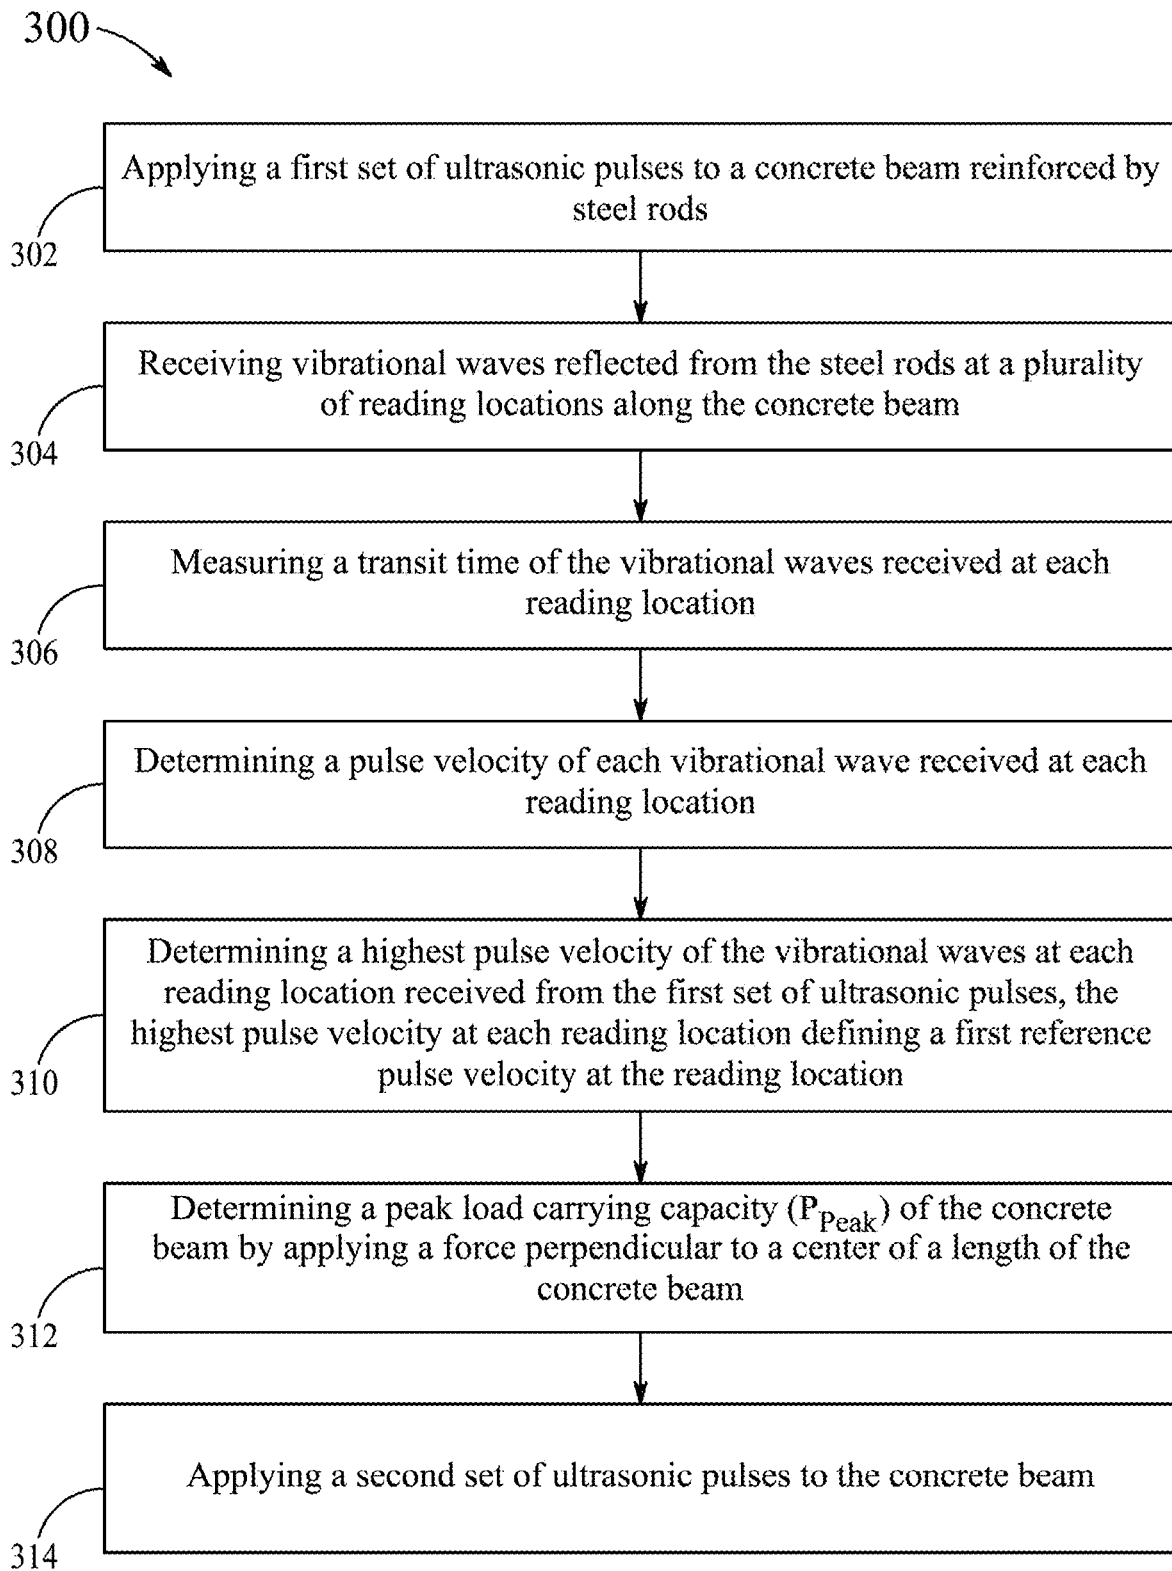 300
Applying a first set of ultrasonic pulses to a concrete beam reinforced by
steel rods
302
Receiving vibrational waves reflected from the steel rods at a plurality
of reading locations along the concrete beam
304
Measuring a transit time of the vibrational waves received at each
reading location
306
Determining a pulse velocity of each vibrational wave received at each
reading location
308
Determining a highest pulse velocity of the vibrational waves at each
reading location received from the first set of ultrasonic pulses, the
highest pulse velocity at each reading location defining a first reference
pulse velocity at the reading location
310
Determining a peak load carrying capacity (P_Peak) of the concrete
beam by applying a force perpendicular to a center of a length of the
concrete beam
312
Applying a second set of ultrasonic pulses to the concrete beam
314